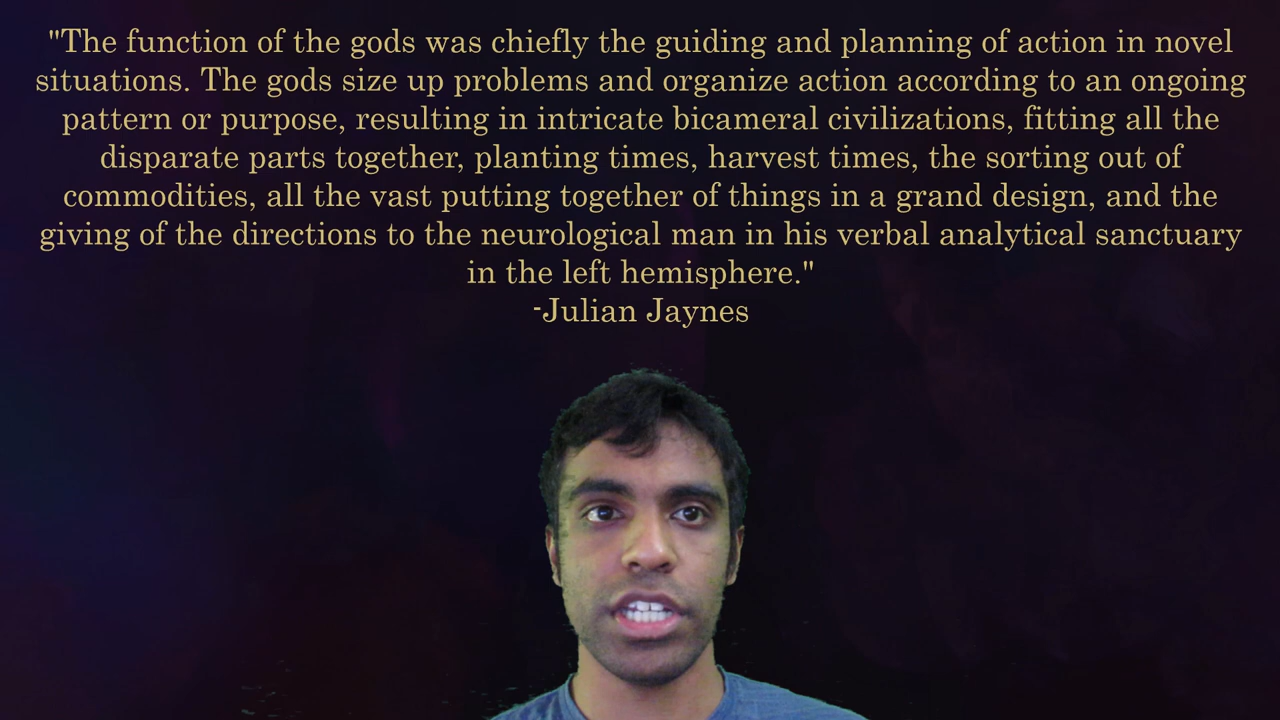 "The function of the gods was chiefly the guiding and planning of action in novel
situations. The gods size up problems and organize action according to an ongoing
pattern or purpose, resulting in intricate bicameral civilizations, fitting all the
disparate parts together, planting times, harvest times, the sorting out of
commodities, all the vast putting together of things in a grand design, and the
giving of the directions to the neurological man in his verbal analytical sanctuary
in the left hemisphere."
-Julian Jaynes